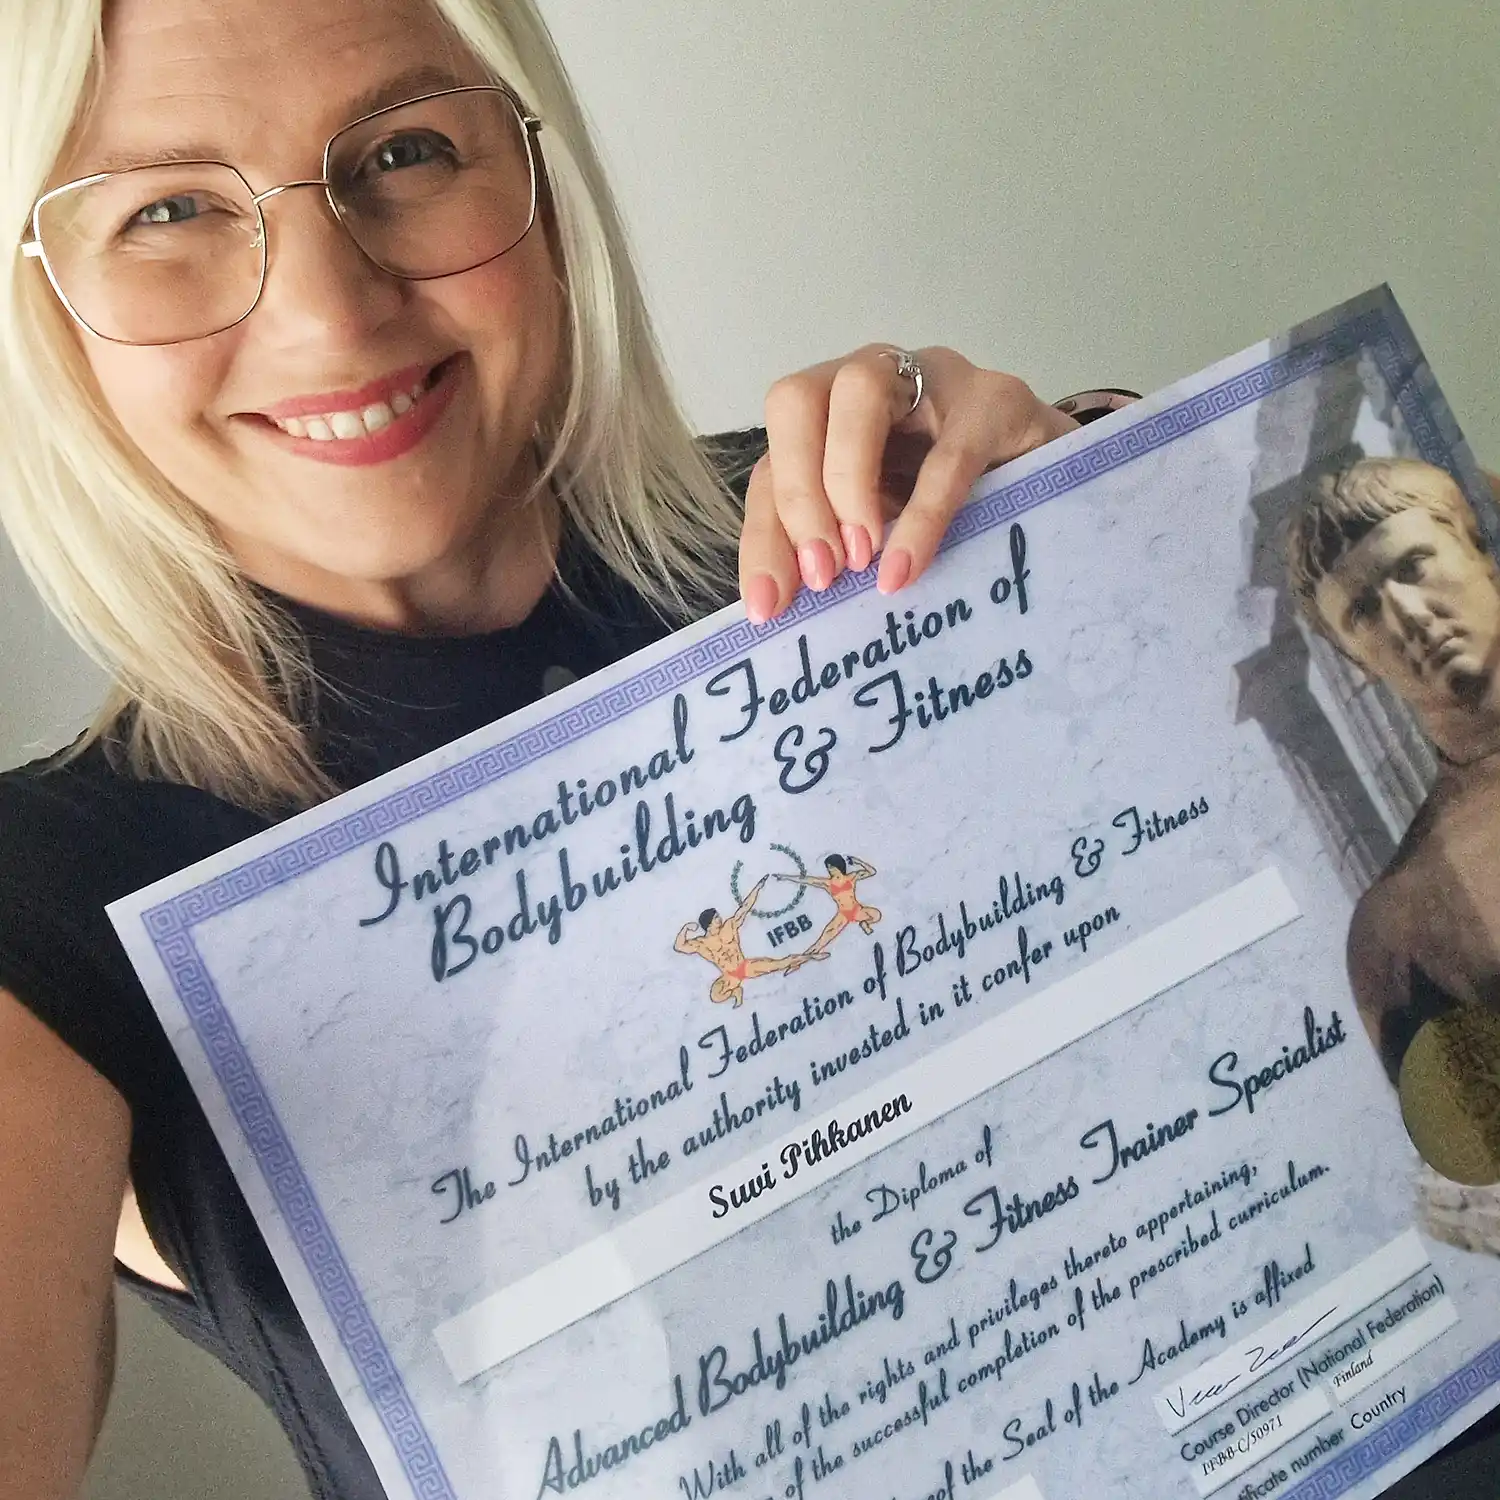 International Federation of
Bodybuilding & Fitness
IFBB
The International Federation of Bodybuilding & Fitness
by the authority invested in it confer upon
Suvi Pihkanen
the Diploma of
Advanced Bodybuilding & Fitness Trainer Specialist
With all of the rights and privileges thereto appertaining,
of the successful completion of the prescribed curriculum.
of the Seal of the Academy is affixed
Course Director (National Federation)
IFBB-C/50971
Finland
Country
number